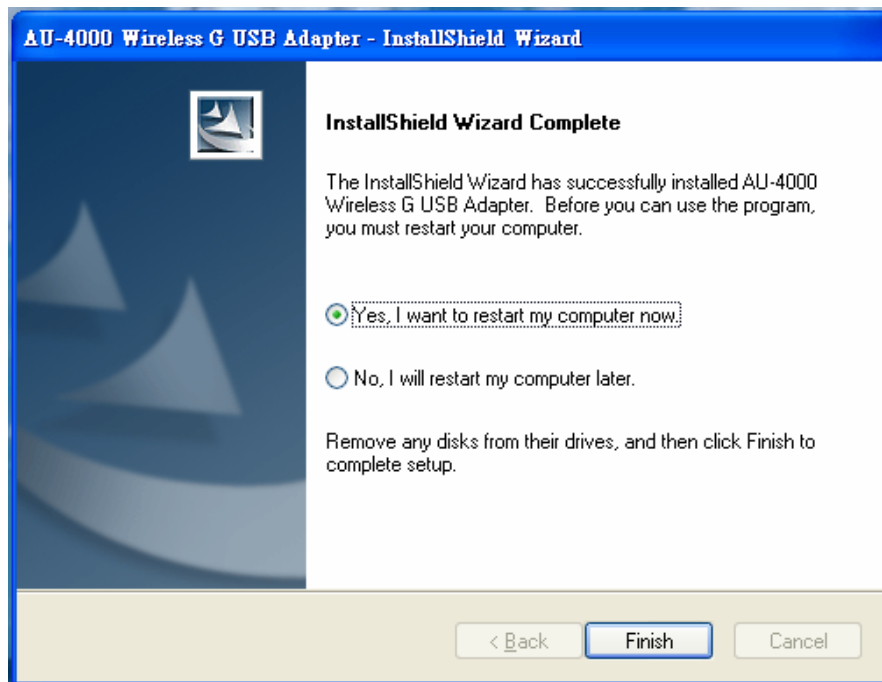 AU-4000 Wireless G USB Adapter - InstallShield Wizard
InstallShield Wizard Complete
The InstallShield Wizard has successfully installed AU-4000
Wireless G USB Adapter. Before you can use the program,
you must restart your computer.
Yes, I want to restart my computer now.
No, I will restart my computer later.
Remove any disks from their drives, and then click Finish to
complete setup.
< Back Finish Cancel